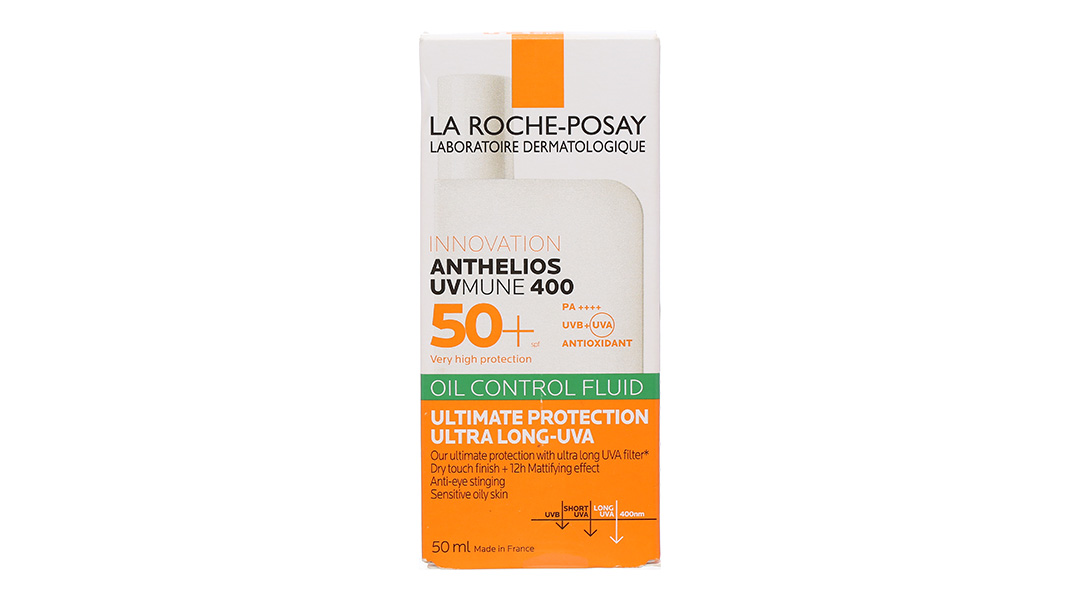 LA ROCHE-POSAY
LABORATOIRE DERMATOLOGIQUE
INNOVATION
ANTHELIOS
UVMUNE 400
50+
spf
Very high protection
PA ++++
UVB+UVA
ANTIOXIDANT
OIL CONTROL FLUID
ULTIMATE PROTECTION
ULTRA LONG-UVA
Our ultimate protection with ultra long UVA filter*
Dry touch finish + 12h Mattifying effect
Anti-eye stinging
Sensitive oily skin
UVB SHORT UVA LONG UVA 400nm
50 ml Made in France